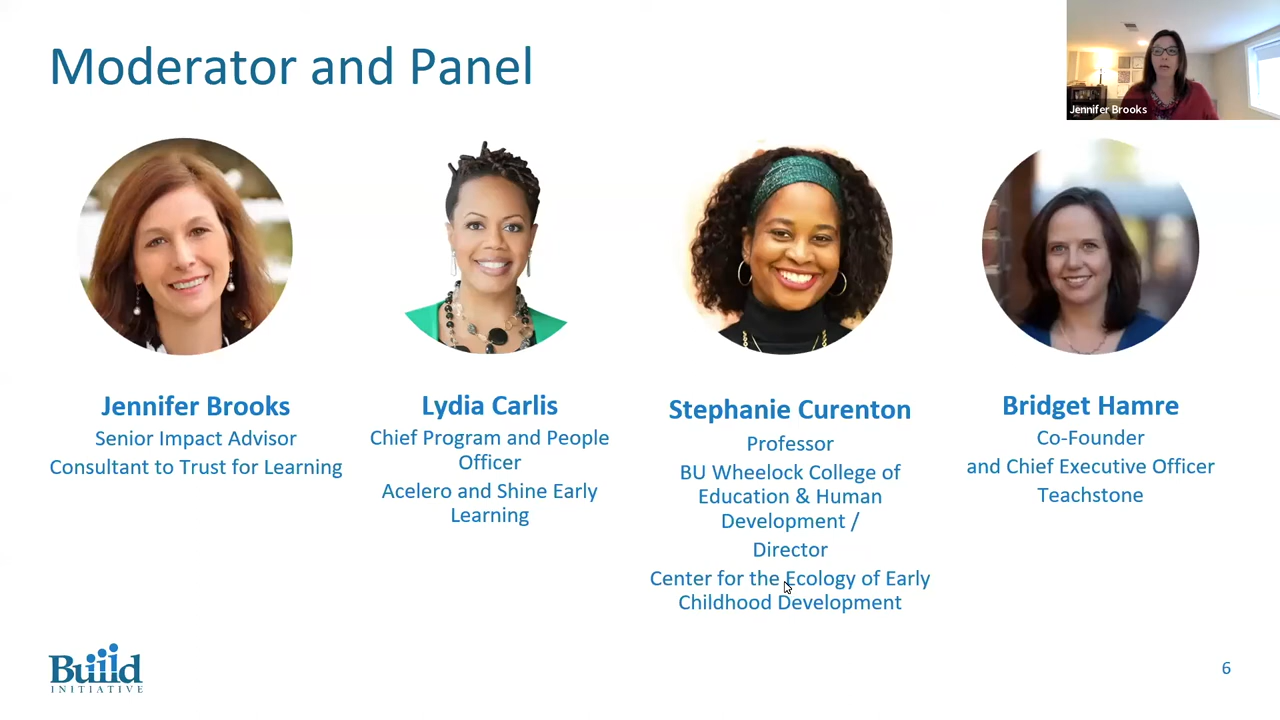 Moderator and Panel
Jennifer Brooks
Jennifer Brooks
Senior Impact Advisor
Consultant to Trust for Learning
Lydia Carlis
Chief Program and People
Officer
Acelero and Shine Early
Learning
Stephanie Curenton
Professor
BU Wheelock College of
Education & Human
Development /
Director
Center for the Ecology of Early
Childhood Development
Bridget Hamre
Co-Founder
and Chief Executive Officer
Teachstone
Build
INITIATIVE
6